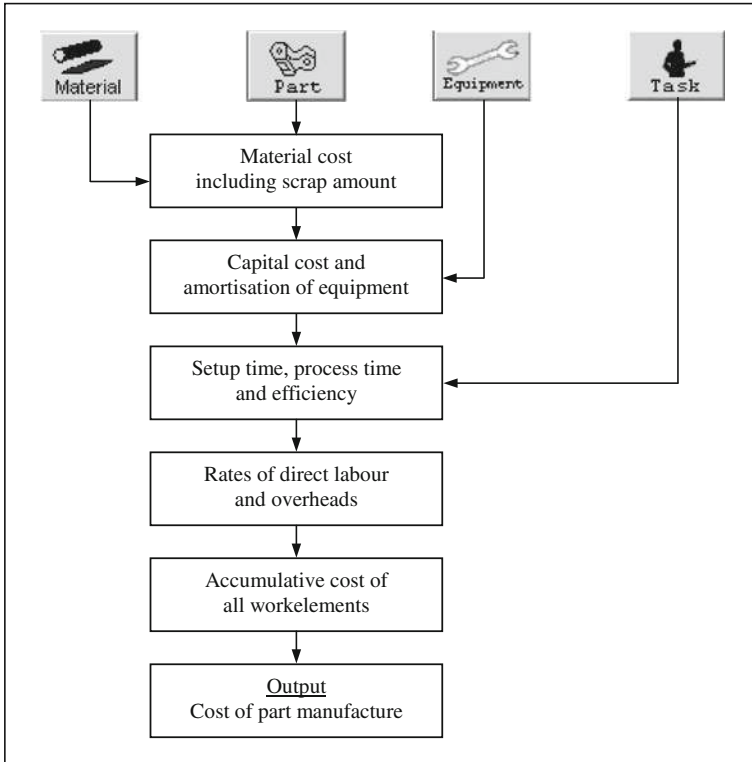 Material
Part
Equipment
Task
Material cost
including scrap amount
Capital cost and
amortisation of equipment
Setup time, process time
and efficiency
Rates of direct labour
and overheads
Accumulative cost of
all workelements
Output
Cost of part manufacture